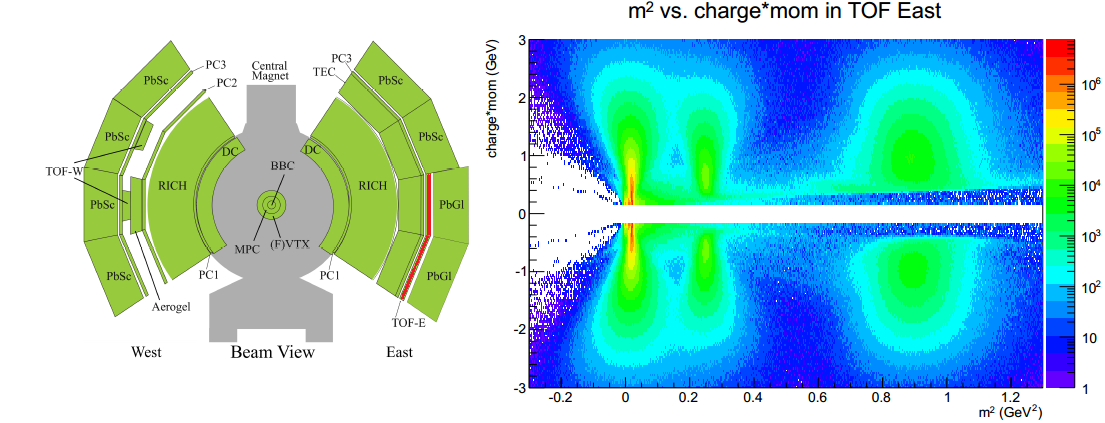 PC3
PbSc
PC2
Central
Magnet
PC3
TEC
PbSc
PbSc
DC
DC
PbSc
TOF-W
BBC
PbSc
RICH
RICH
PbGl
MPC
(F)VTX
PbSc
PC1
PC1
PbGl
Aerogel
TOF-E
West
Beam View
East
m² vs. charge*mom in TOF East
charge*mom (GeV)
3
2
1
0
-1
-2
-3
-0.2
0
0.2
0.4
0.6
0.8
1
1.2
m² (GeV²)
10⁶
10⁵
10⁴
10³
10²
10
1